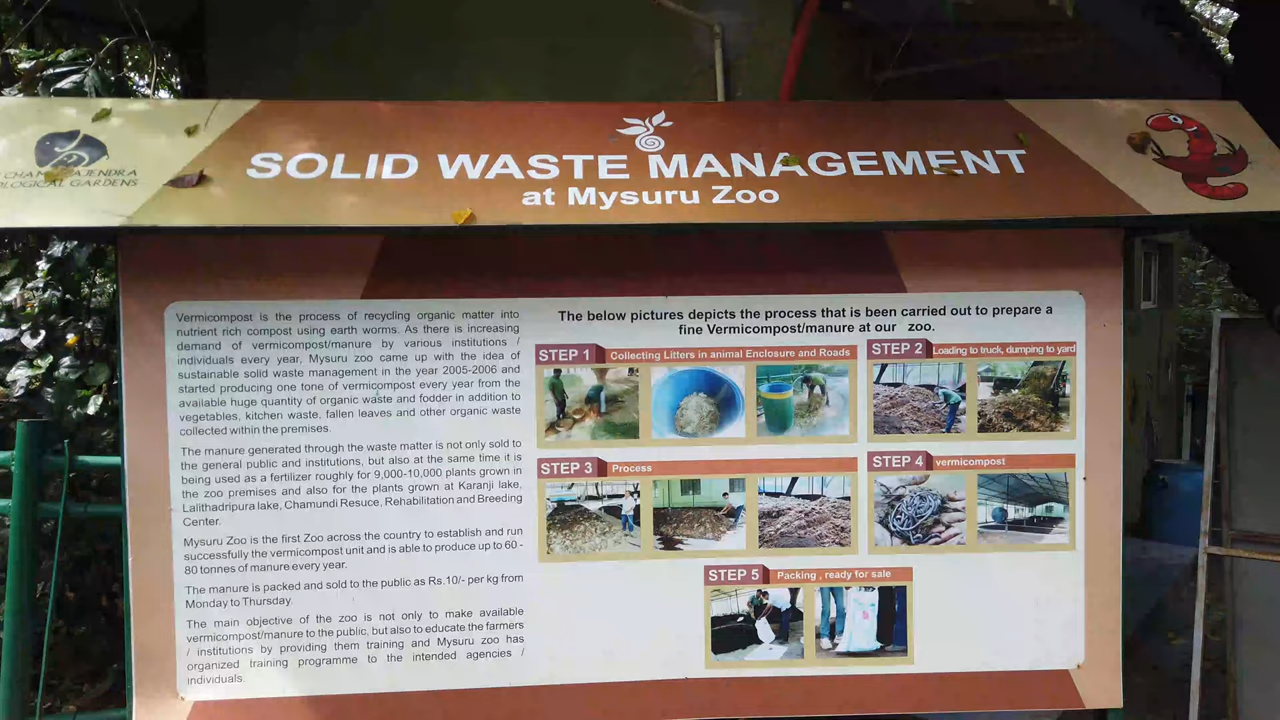 SOLID WASTE MANAGEMENT
at Mysuru Zoo
GARDENS
Vermicompost is the process of recycling organic matter into
nutrient rich compost using earth worms. As there is increasing
demand of vermicompost/manure by various institutions /
individuals every year, Mysuru zoo came up with the idea of
sustainable solid waste management in the year 2005-2006 and
started producing one tone of vermicompost every year from the
available huge quantity of organic waste and fodder in addition to
vegetables, kitchen waste, fallen leaves and other organic waste
collected within the premises.
The manure generated through the waste matter is not only sold to
the general public and institutions, but also at the same time it is
being used as a fertilizer roughly for 9,000-10,000 plants grown in
the zoo premises and also for the plants grown at Karanji lake,
Lalithadripura lake, Chamundi Resuce, Rehabilitation and Breeding
Center.
Mysuru Zoo is the first Zoo across the country to establish and run
successfully the vermicompost unit and is able to produce up to 60 -
80 tonnes of manure every year.
The manure is packed and sold to the public as Rs.10/- per kg from
Monday to Thursday.
The main objective of the zoo is not only to make available
vermicompost/manure to the public, but also to educate the farmers
/ institutions by providing them training and Mysuru zoo has
organized training programme to the intended agencies /
individuals.
The below pictures depicts the process that is been carried out to prepare a
fine Vermicompost/manure at our zoo.
STEP 1 Collecting Litters in animal Enclosure and Roads
STEP 2 Loading to truck, dumping to yard
STEP 3 Process
STEP 4 vermicompost
STEP 5 Packing , ready for sale